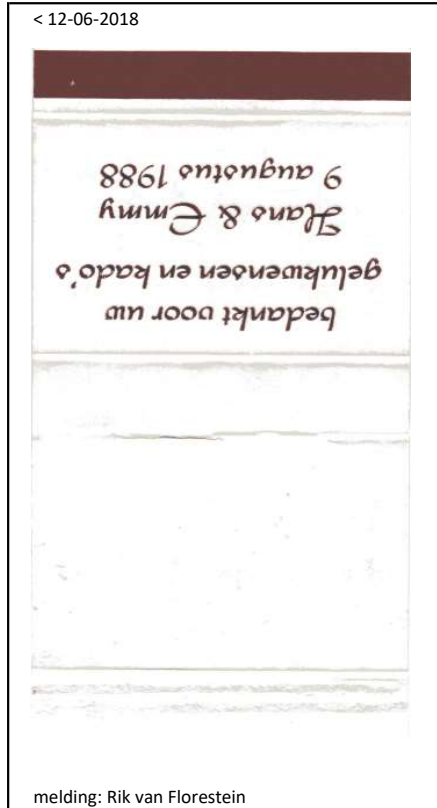 < 12-06-2018
bedankt voor uw
gelukwensen en kado's
Hans & Emmy
9 augustus 1988
melding: Rik van Florestein